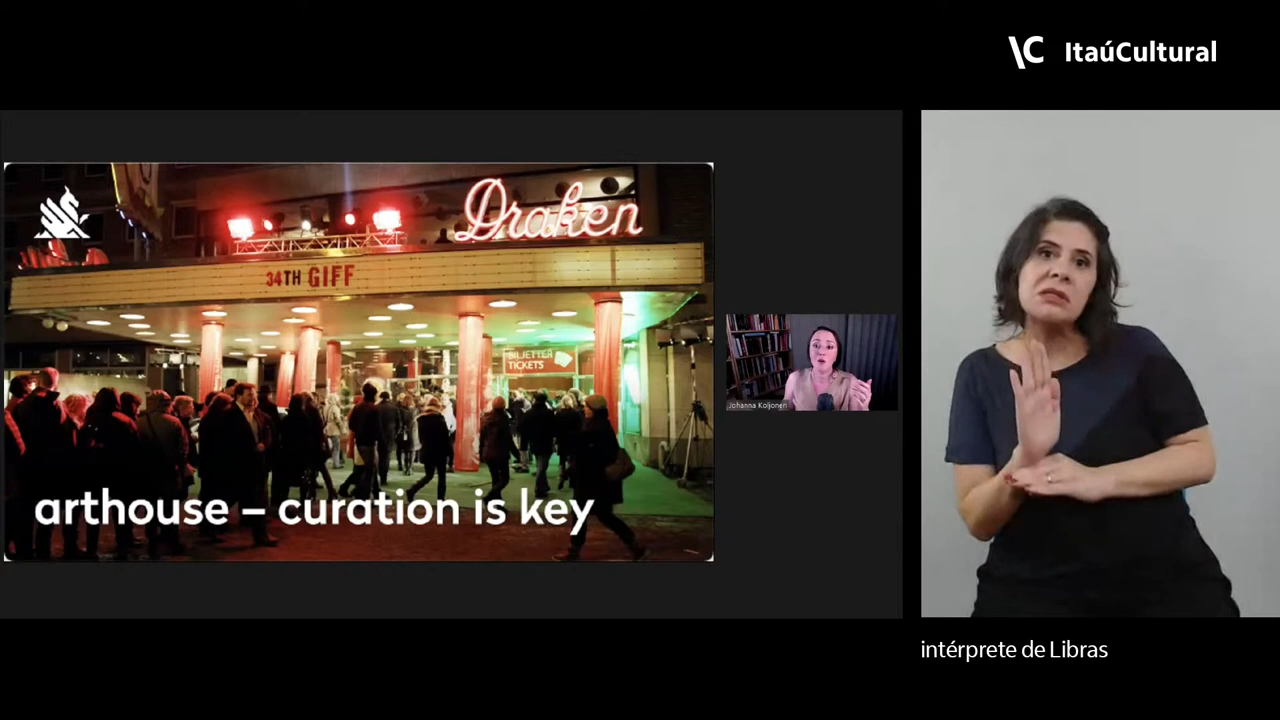 \C ItaúCultural
Draken
34TH GIFF
BILJETTER
TICKETS
arthouse – curation is key
Johanna Koljonen
intérprete de Libras